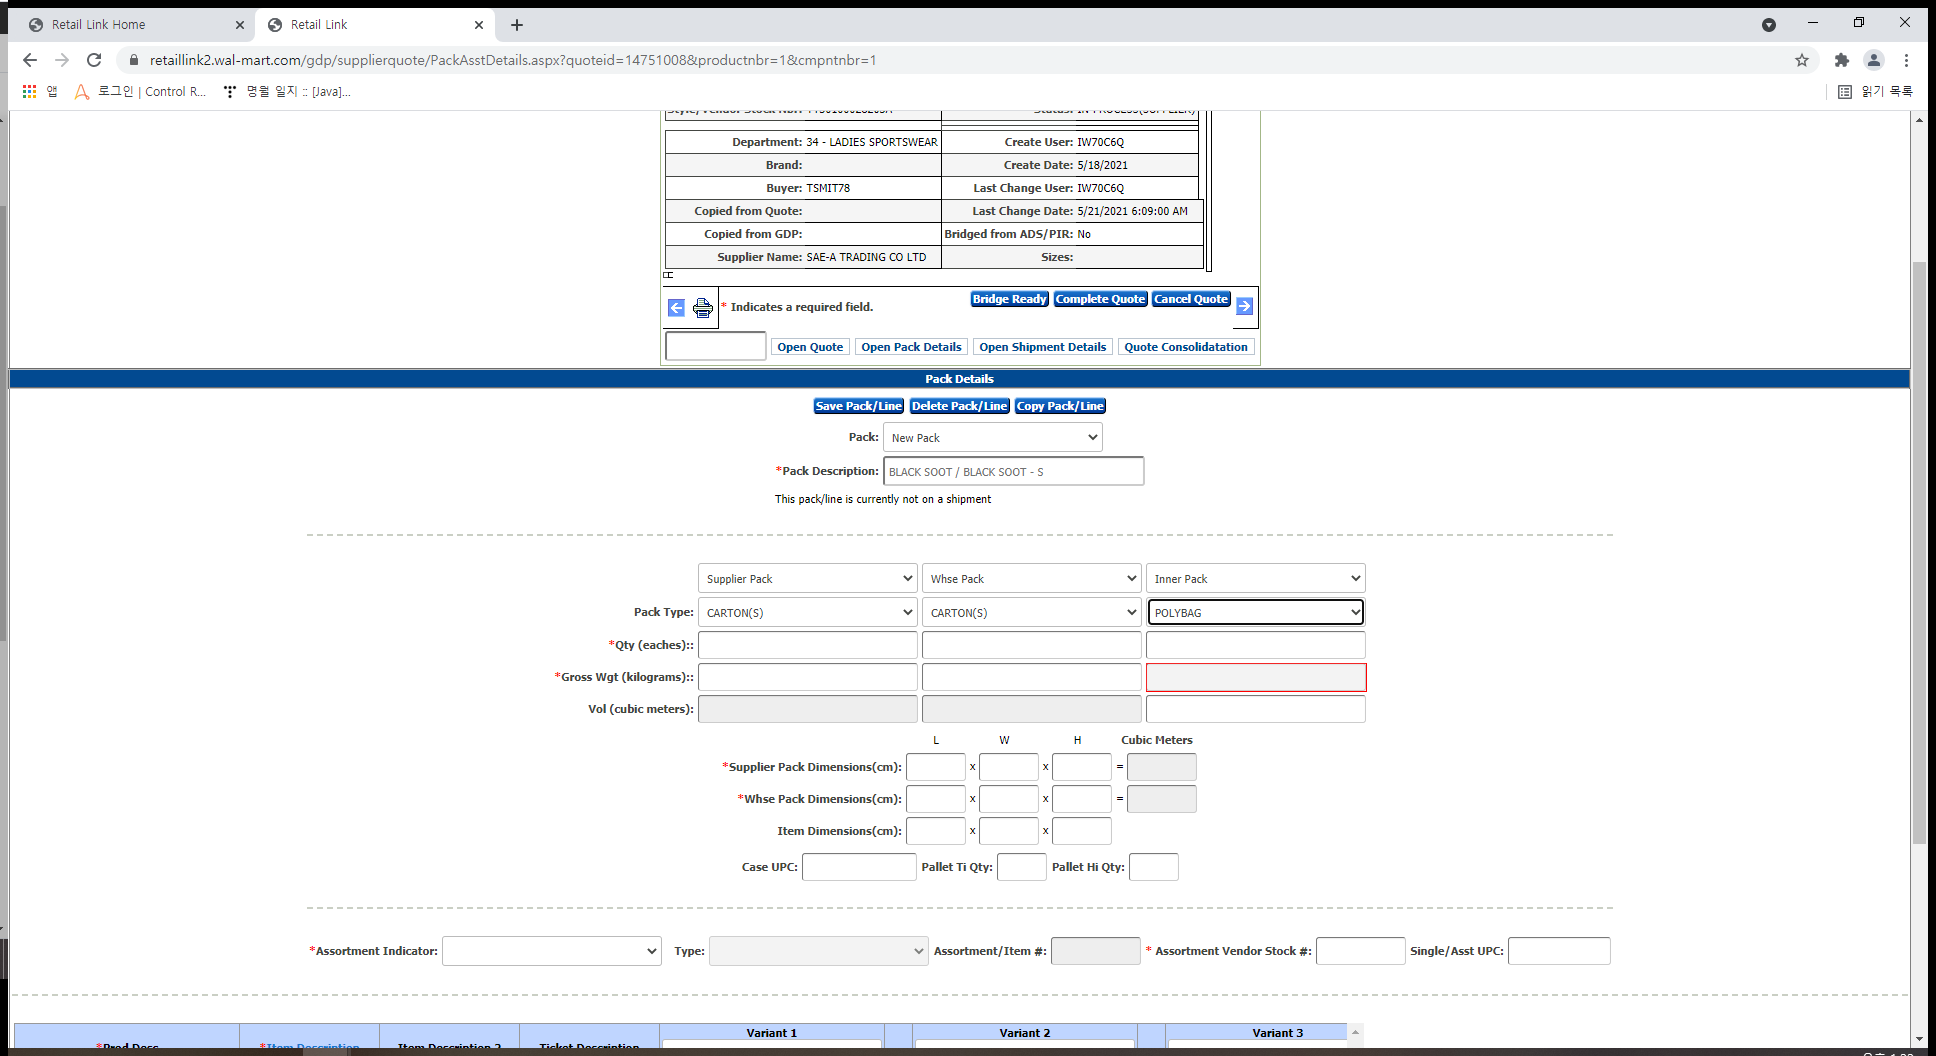 Retail Link Home
Retail Link
retaillink2.wal-mart.com/gdp/supplierquote/PackAsstDetails.aspx?quoteid=14751008&productnbr=1&cmpntnbr=1
앱 로그인 | Control R... 명월 일지 :: [Java]... 읽기 목록
Department: 34 - LADIES SPORTSWEAR Create User: IW70C6Q
Brand: Create Date: 5/18/2021
Buyer: TSMIT78 Last Change User: IW70C6Q
Copied from Quote: Last Change Date: 5/21/2021 6:09:00 AM
Copied from GDP: Bridged from ADS/PIR: No
Supplier Name: SAE-A TRADING CO LTD Sizes:
* Indicates a required field. Bridge Ready Complete Quote Cancel Quote
Open Quote Open Pack Details Open Shipment Details Quote Consolidatation
Pack Details
Save Pack/Line Delete Pack/Line Copy Pack/Line
Pack: New Pack
*Pack Description: BLACK SOOT / BLACK SOOT - S
This pack/line is currently not on a shipment
Supplier Pack Whse Pack Inner Pack
Pack Type: CARTON(S) CARTON(S) POLYBAG
*Qty (eaches)::
*Gross Wgt (kilograms)::
Vol (cubic meters):
L W H Cubic Meters
*Supplier Pack Dimensions(cm): x x =
*Whse Pack Dimensions(cm): x x =
Item Dimensions(cm): x x
Case UPC: Pallet Ti Qty: Pallet Hi Qty:
*Assortment Indicator: Type: Assortment/Item #: * Assortment Vendor Stock #: Single/Asst UPC:
Variant 1 Variant 2 Variant 3
*Prod Desc *Item Description Item Description 2 Ticket Description